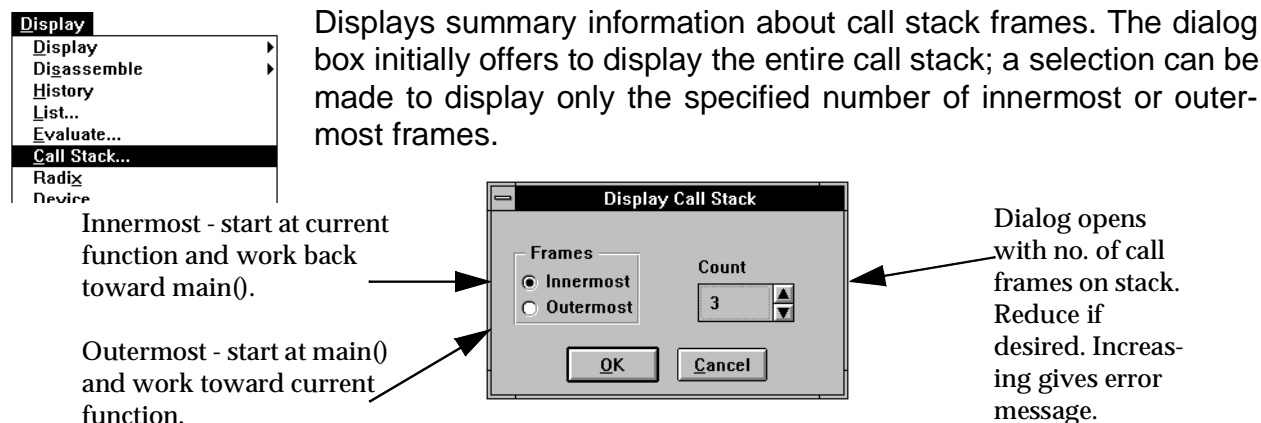 Display
Display
Disassemble
History
List...
Evaluate...
Call Stack...
Radix
Device
Displays summary information about call stack frames. The dialog
box initially offers to display the entire call stack; a selection can be
made to display only the specified number of innermost or outer-
most frames.
Innermost - start at current
function and work back
toward main().
Outermost - start at main()
and work toward current
function.
Display Call Stack
Frames
Innermost
Outermost
Count
3
OK
Cancel
Dialog opens
with no. of call
frames on stack.
Reduce if
desired. Increas-
ing gives error
message.